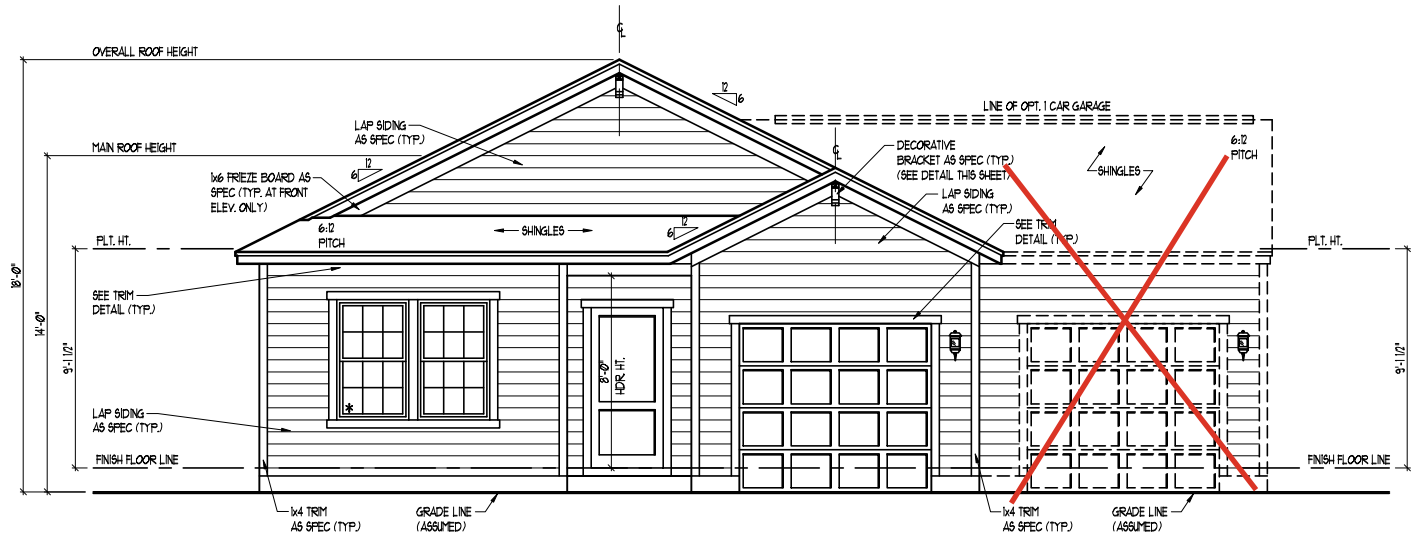 OVERALL ROOF HEIGHT
LINE OF OPT. 1 CAR GARAGE
12
6
LAP SIDING
AS SPEC (TYP.)
MAIN ROOF HEIGHT
12
6
1x6 FRIEZE BOARD AS
SPEC (TYP. AT FRONT
ELEV. ONLY)
DECORATIVE
BRACKET AS SPEC (TYP.)
(SEE DETAIL THIS SHEET)
LAP SIDING
AS SPEC (TYP.)
6:12
PITCH
SHINGLES
6:12
PITCH
SHINGLES
12
6
SEE TRIM
DETAIL (TYP.)
PLT. HT.
PLT. HT.
18'-0"
14'-0"
9'-1 1/2"
SEE TRIM
DETAIL (TYP.)
8'-0"
HDR. HT.
9'-1 1/2"
*
LAP SIDING
AS SPEC (TYP.)
FINISH FLOOR LINE
FINISH FLOOR LINE
1x4 TRIM
AS SPEC (TYP.)
GRADE LINE
(ASSUMED)
1x4 TRIM
AS SPEC (TYP.)
GRADE LINE
(ASSUMED)
CL
CL